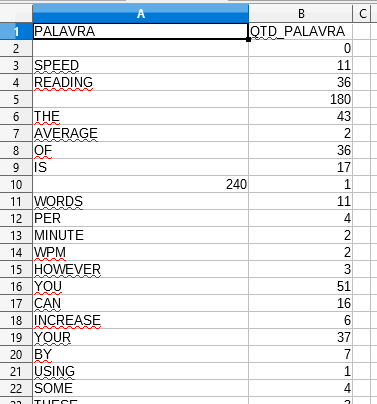 A B C
1 PALAVRA QTD_PALAVRA
2 0
3 SPEED 11
4 READING 36
5 180
6 THE 43
7 AVERAGE 2
8 OF 36
9 IS 17
10 240 1
11 WORDS 11
12 PER 4
13 MINUTE 2
14 WPM 2
15 HOWEVER 3
16 YOU 51
17 CAN 16
18 INCREASE 6
19 YOUR 37
20 BY 7
21 USING 1
22 SOME 4
THESE